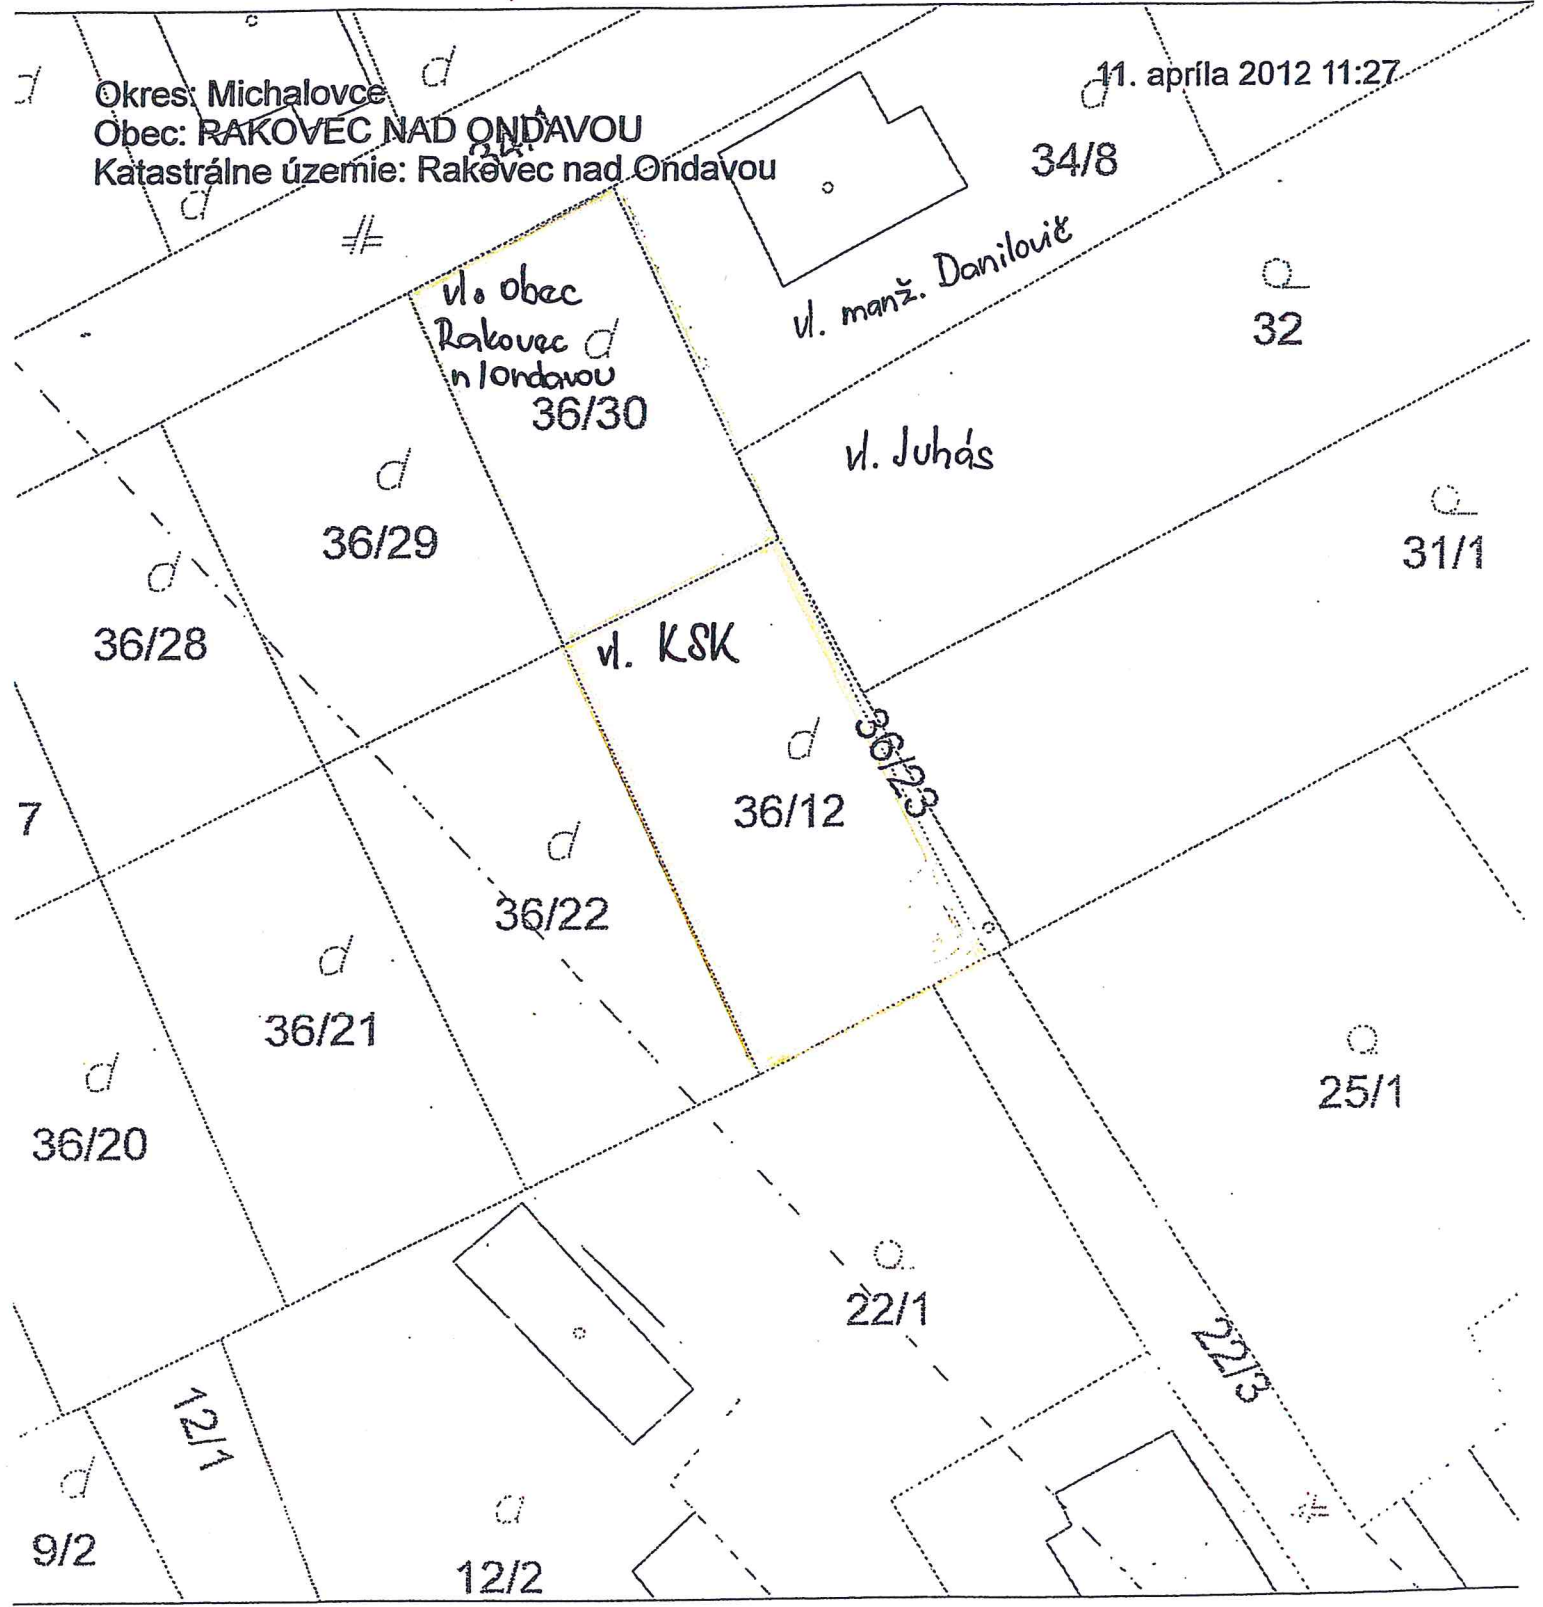 11. apríla 2012 11:27
Okres: Michalovce
Obec: RAKOVEC NAD ONDAVOU
Katastrálne územie: Rakovec nad Ondavou
34/8
vl. manž. Danilovič
vl. obec
Rakovec
n/Ondavou
36/30
32
vl. Juhás
36/29
31/1
36/28
vl. KSK
36/23
7
36/12
36/22
36/21
25/1
36/20
22/1
22/3
12/1
9/2
12/2